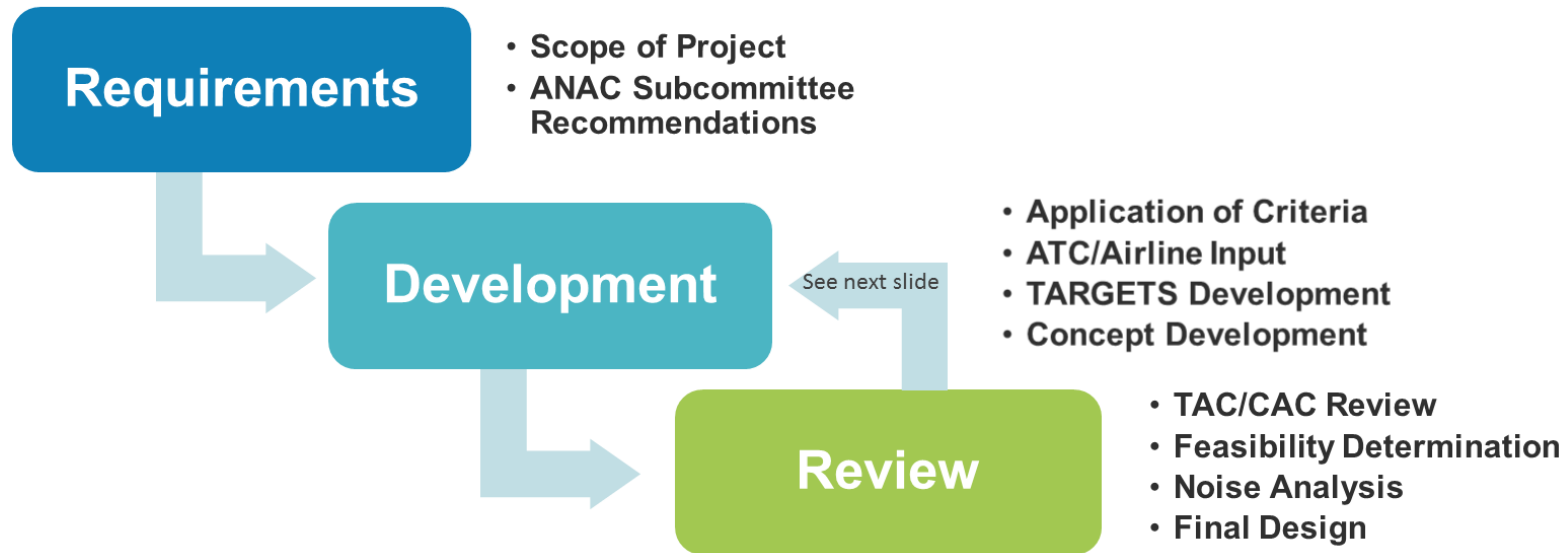 Requirements
• Scope of Project
• ANAC Subcommittee
Recommendations
Development
See next slide
• Application of Criteria
• ATC/Airline Input
• TARGETS Development
• Concept Development
Review
• TAC/CAC Review
• Feasibility Determination
• Noise Analysis
• Final Design